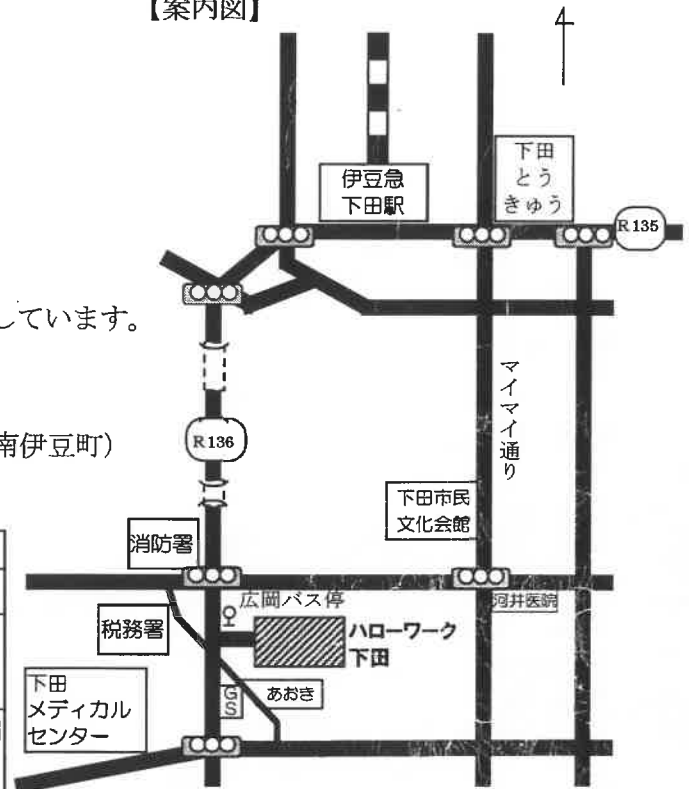 【案内図】
伊豆急
下田駅
下田
とう
きゅう
R135
しています。
マイマイ通り
R136
南伊豆町）
下田市民
文化会館
消防署
広岡バス停
河井医院
税務署
ハローワーク
下田
下田
メディカル
センター
GS
あおき